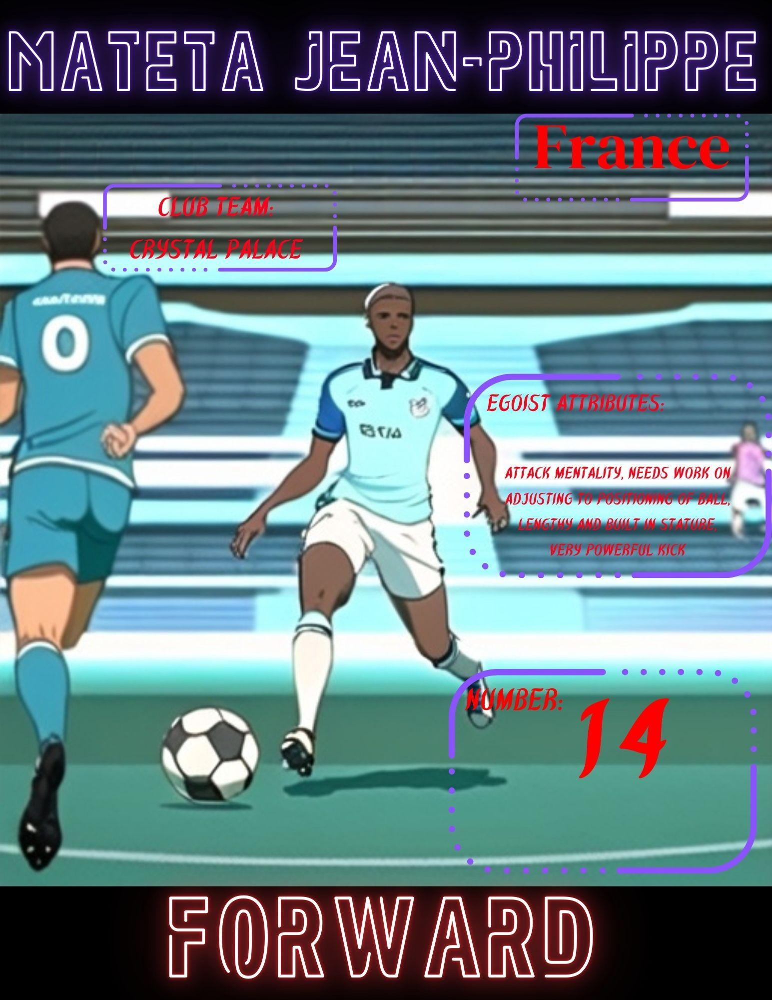 MATETA JEAN-PHILIPPE
France
CLUB TEAM:
CRYSTAL PALACE
0
EGOIST ATTRIBUTES:
ATTACK MENTALITY, NEEDS WORK ON
ADJUSTING TO POSITIONING OF BALL,
LENGTHY AND BUILT IN STATURE,
VERY POWERFUL KICK
NUMBER:
14
FORWARD